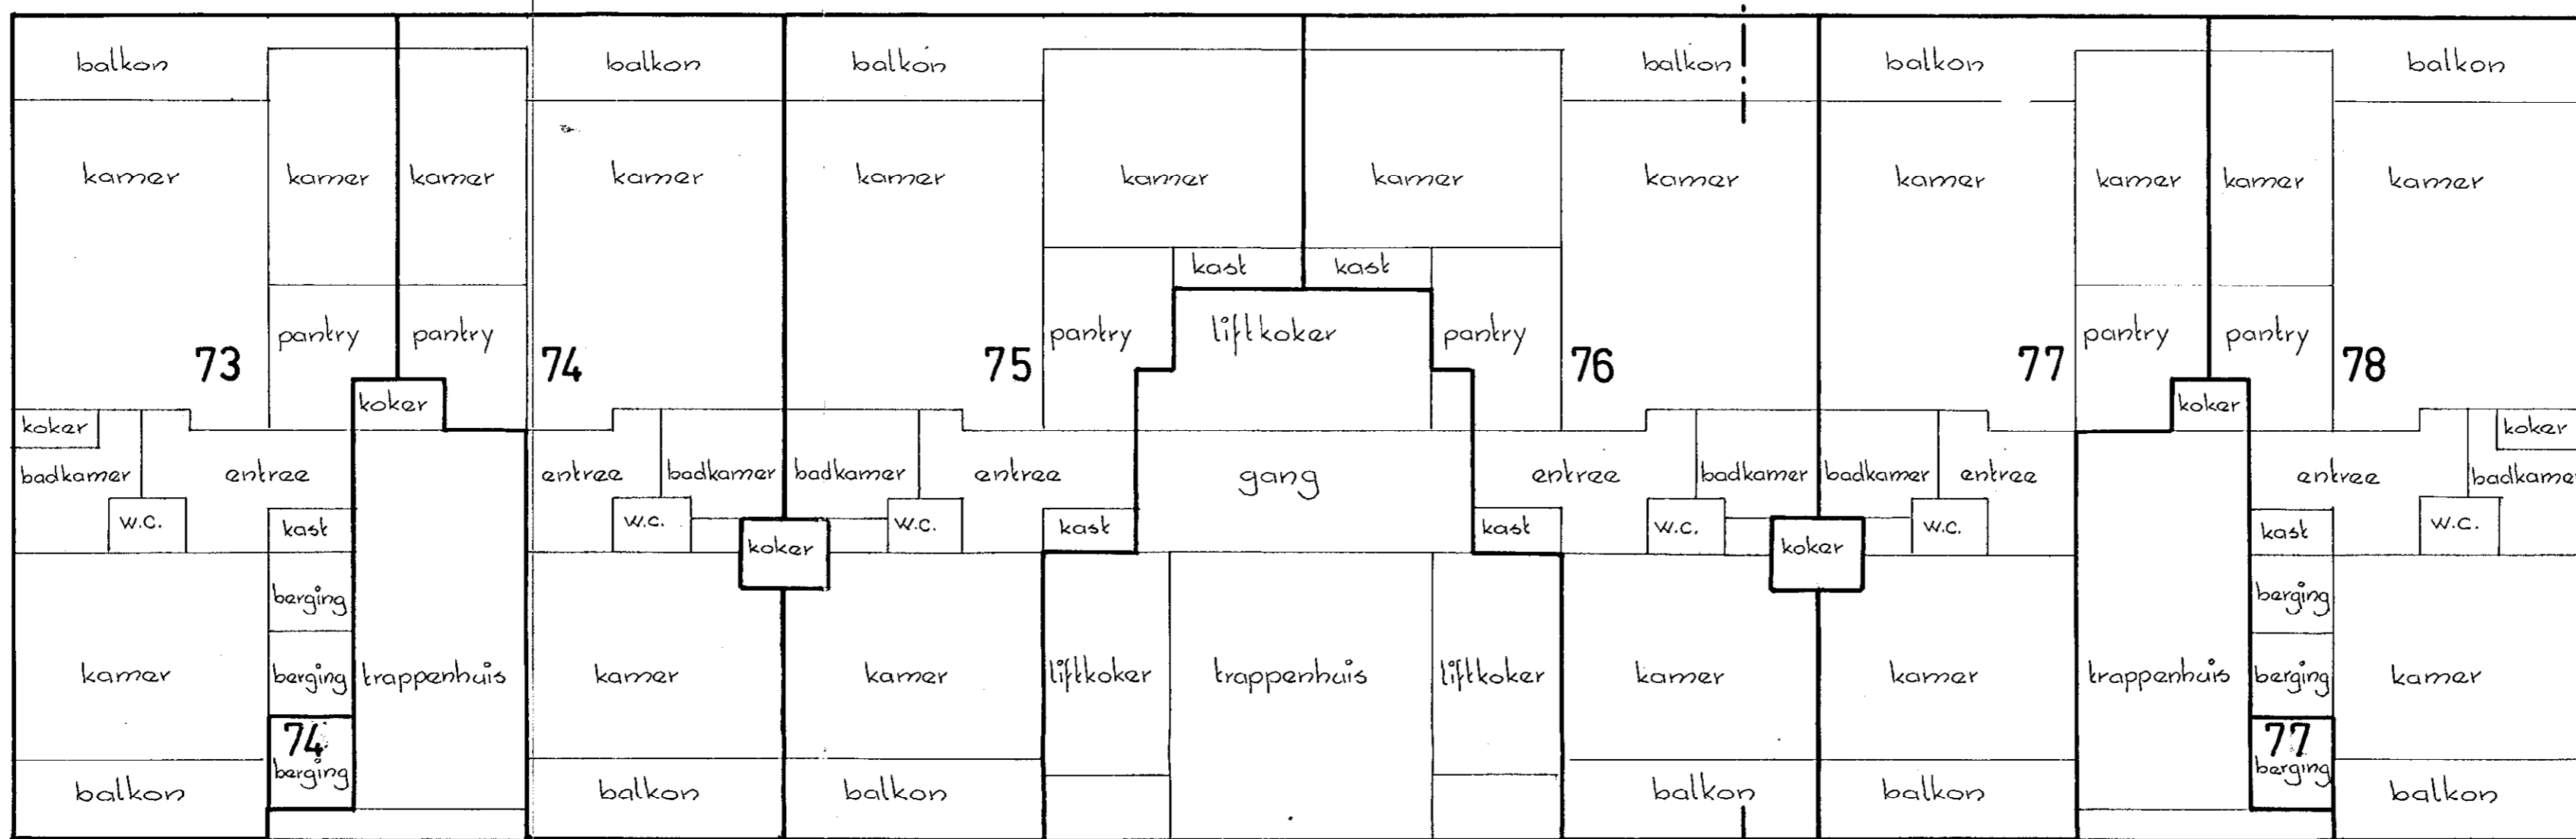 balkon balkon balkon balkon balkon balkon
kamer kamer kamer kamer kamer kamer kamer kamer kamer kamer kamer kamer
kast kast
pantry pantry pantry liftkoker pantry pantry pantry
73 74 75 76 77 78
koker koker
koker koker
badkamer entree entree badkamer badkamer entree gang entree badkamer badkamer entree entree badkamer
w.c. kast w.c. w.c. kast kast w.c. w.c. kast w.c.
koker koker
berging berging
kamer berging trappenhuis kamer kamer liftkoker trappenhuis liftkoker kamer kamer trappenhuis berging kamer
74 77
berging berging
balkon balkon balkon balkon balkon balkon